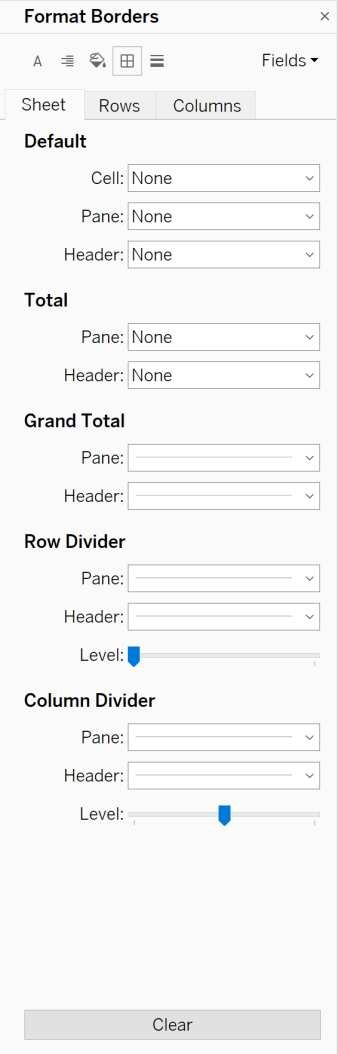 Format Borders
A
Fields
Sheet Rows Columns
Default
Cell: None
Pane: None
Header: None
Total
Pane: None
Header: None
Grand Total
Pane:
Header:
Row Divider
Pane:
Header:
Level:
Column Divider
Pane:
Header:
Level:
Clear